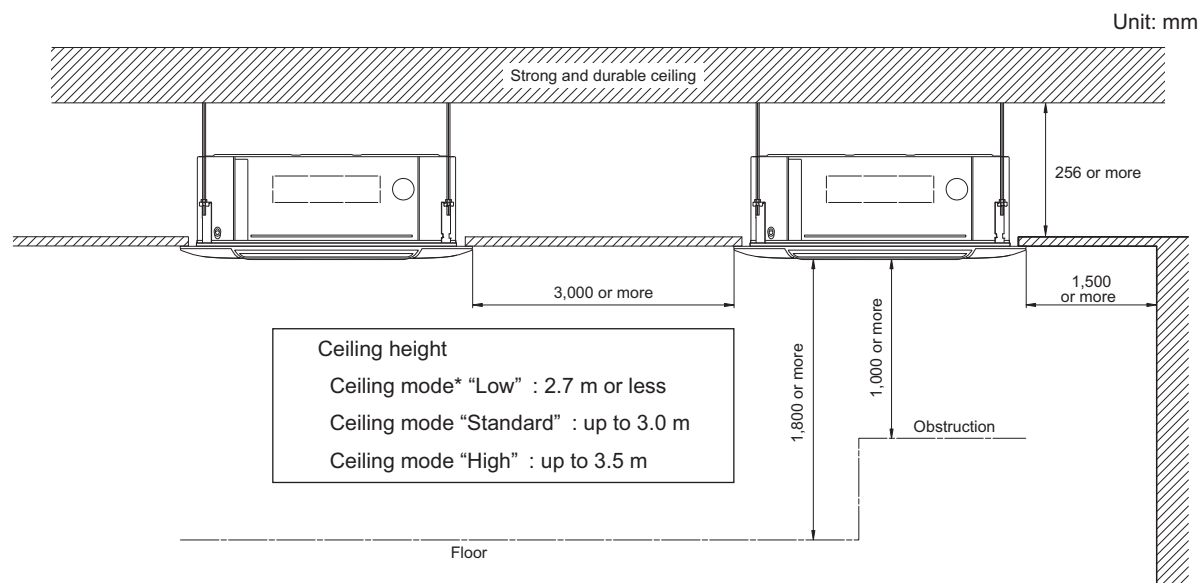 Unit: mm
Strong and durable ceiling
256 or more
3,000 or more
1,500
or more
1,800 or more
1,000 or more
Ceiling height
Ceiling mode* “Low” : 2.7 m or less
Ceiling mode “Standard” : up to 3.0 m
Ceiling mode “High” : up to 3.5 m
Obstruction
Floor